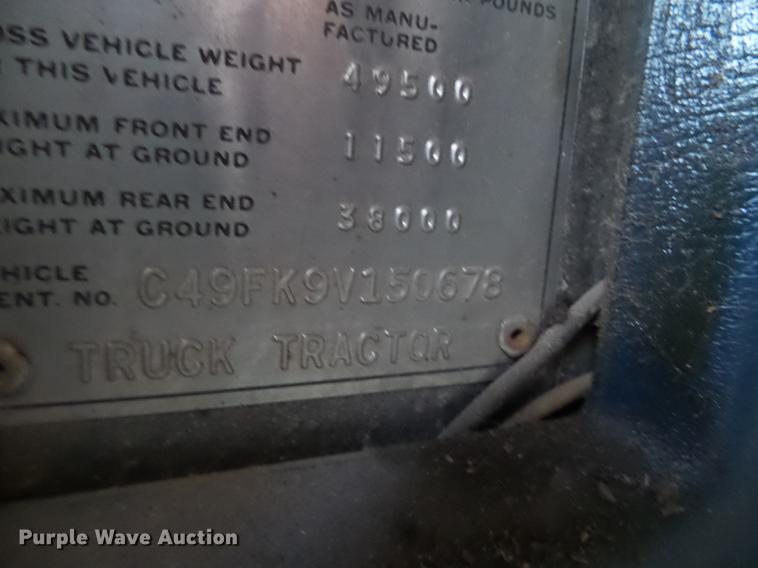 POUNDS
AS MANU-
FACTURED
OSS VEHICLE WEIGHT
THIS VEHICLE
49500
XIMUM FRONT END
IGHT AT GROUND
11500
XIMUM REAR END
IGHT AT GROUND
38000
HICLE
ENT. NO. C49FK9V150678
TRUCK TRACTOR
Purple Wave Auction